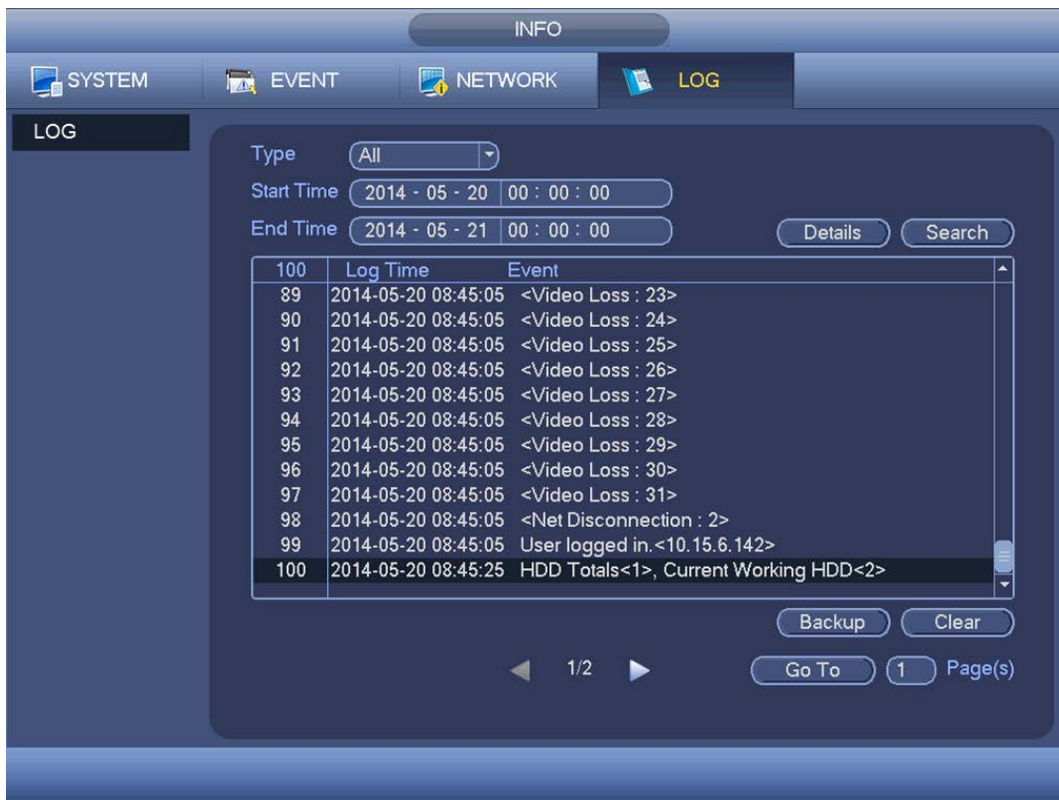 INFO
SYSTEM EVENT NETWORK LOG
LOG
Type All
Start Time 2014 - 05 - 20 00 : 00 : 00
End Time 2014 - 05 - 21 00 : 00 : 00 Details Search
100 Log Time Event
89 2014-05-20 08:45:05 <Video Loss : 23>
90 2014-05-20 08:45:05 <Video Loss : 24>
91 2014-05-20 08:45:05 <Video Loss : 25>
92 2014-05-20 08:45:05 <Video Loss : 26>
93 2014-05-20 08:45:05 <Video Loss : 27>
94 2014-05-20 08:45:05 <Video Loss : 28>
95 2014-05-20 08:45:05 <Video Loss : 29>
96 2014-05-20 08:45:05 <Video Loss : 30>
97 2014-05-20 08:45:05 <Video Loss : 31>
98 2014-05-20 08:45:05 <Net Disconnection : 2>
99 2014-05-20 08:45:05 User logged in.<10.15.6.142>
100 2014-05-20 08:45:25 HDD Totals<1>, Current Working HDD<2>
Backup Clear
1/2 Go To 1 Page(s)